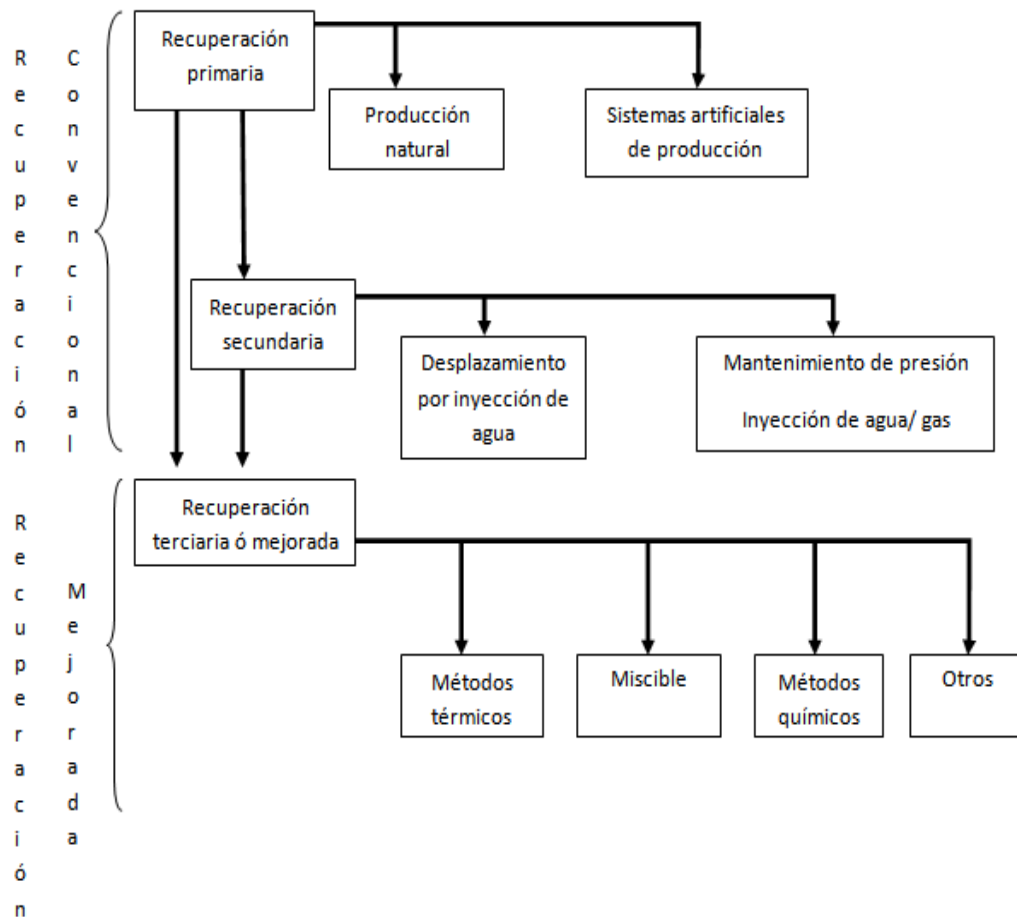 Recuperación
Convencional
Recuperación
primaria
Producción
natural
Sistemas artificiales
de producción
Recuperación
secundaria
Desplazamiento
por inyección de
agua
Mantenimiento de presión
Inyección de agua/ gas
Recuperación
Mejorada
Recuperación
terciaria ó mejorada
Métodos
térmicos
Miscible
Métodos
químicos
Otros